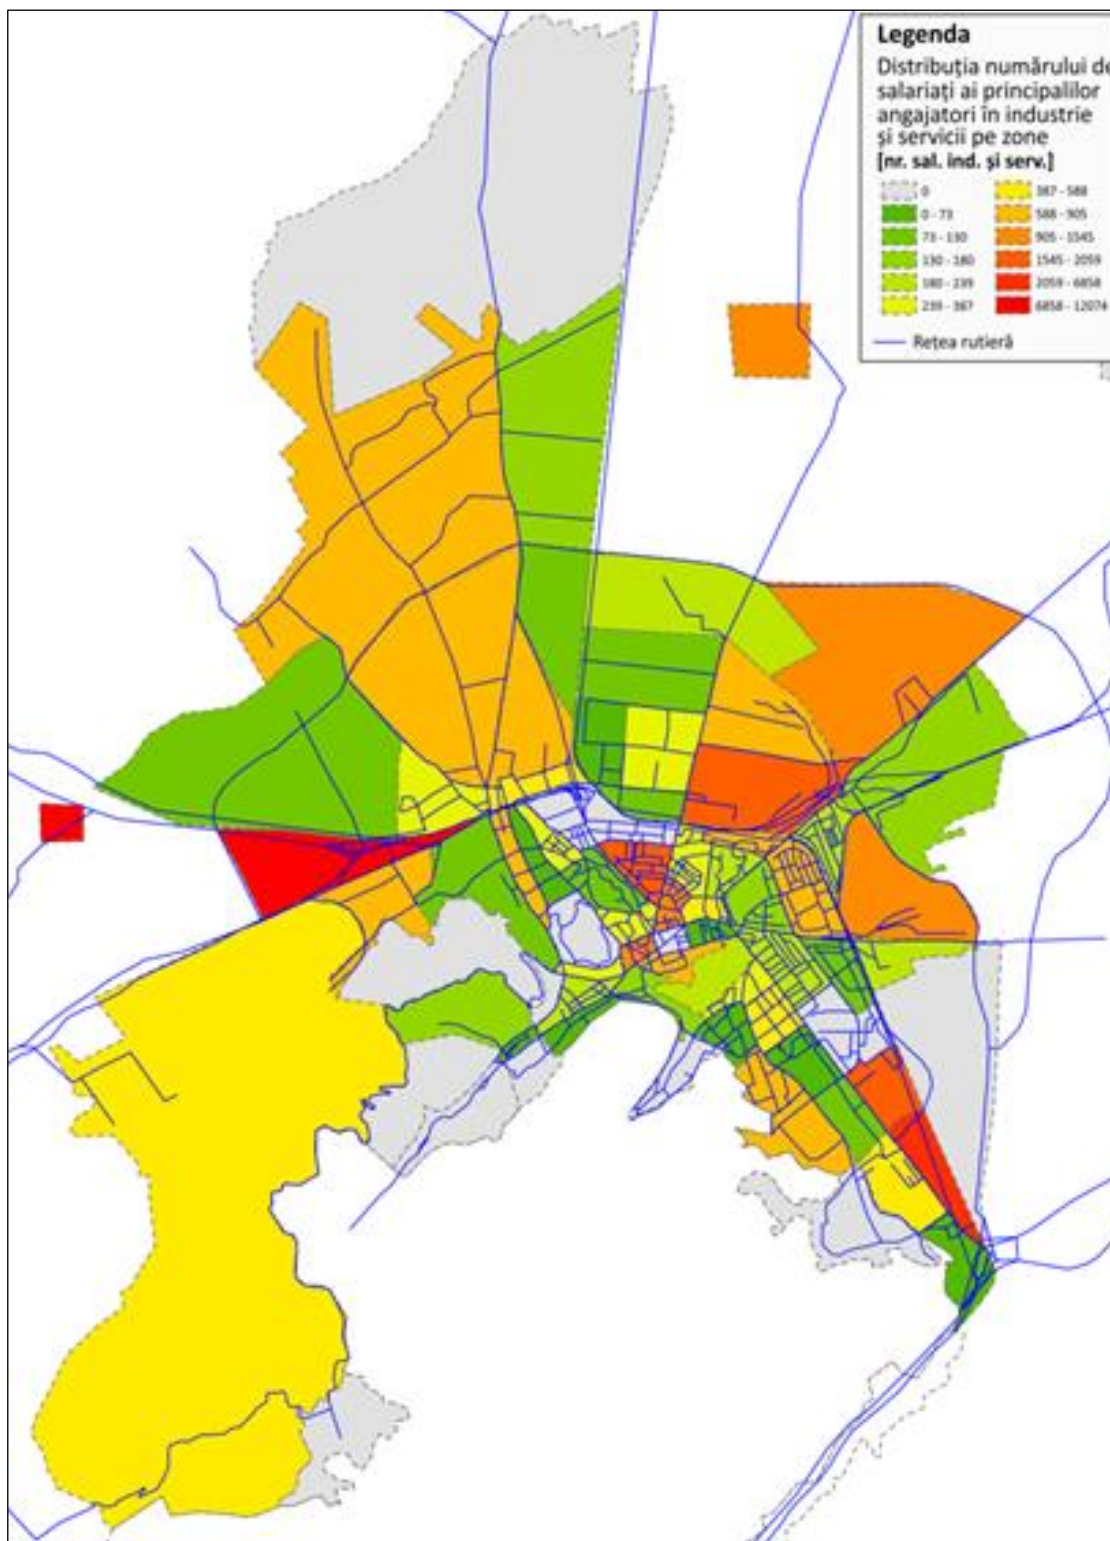 Legenda
Distribuția numărului de
salariați ai principalilor
angajatori în industrie
și servicii pe zone
[nr. sal. ind. și serv.]
0
0 - 73
73 - 130
130 - 180
180 - 239
239 - 387
387 - 588
588 - 905
905 - 1545
1545 - 2059
2059 - 6858
6858 - 12074
Rețea rutieră